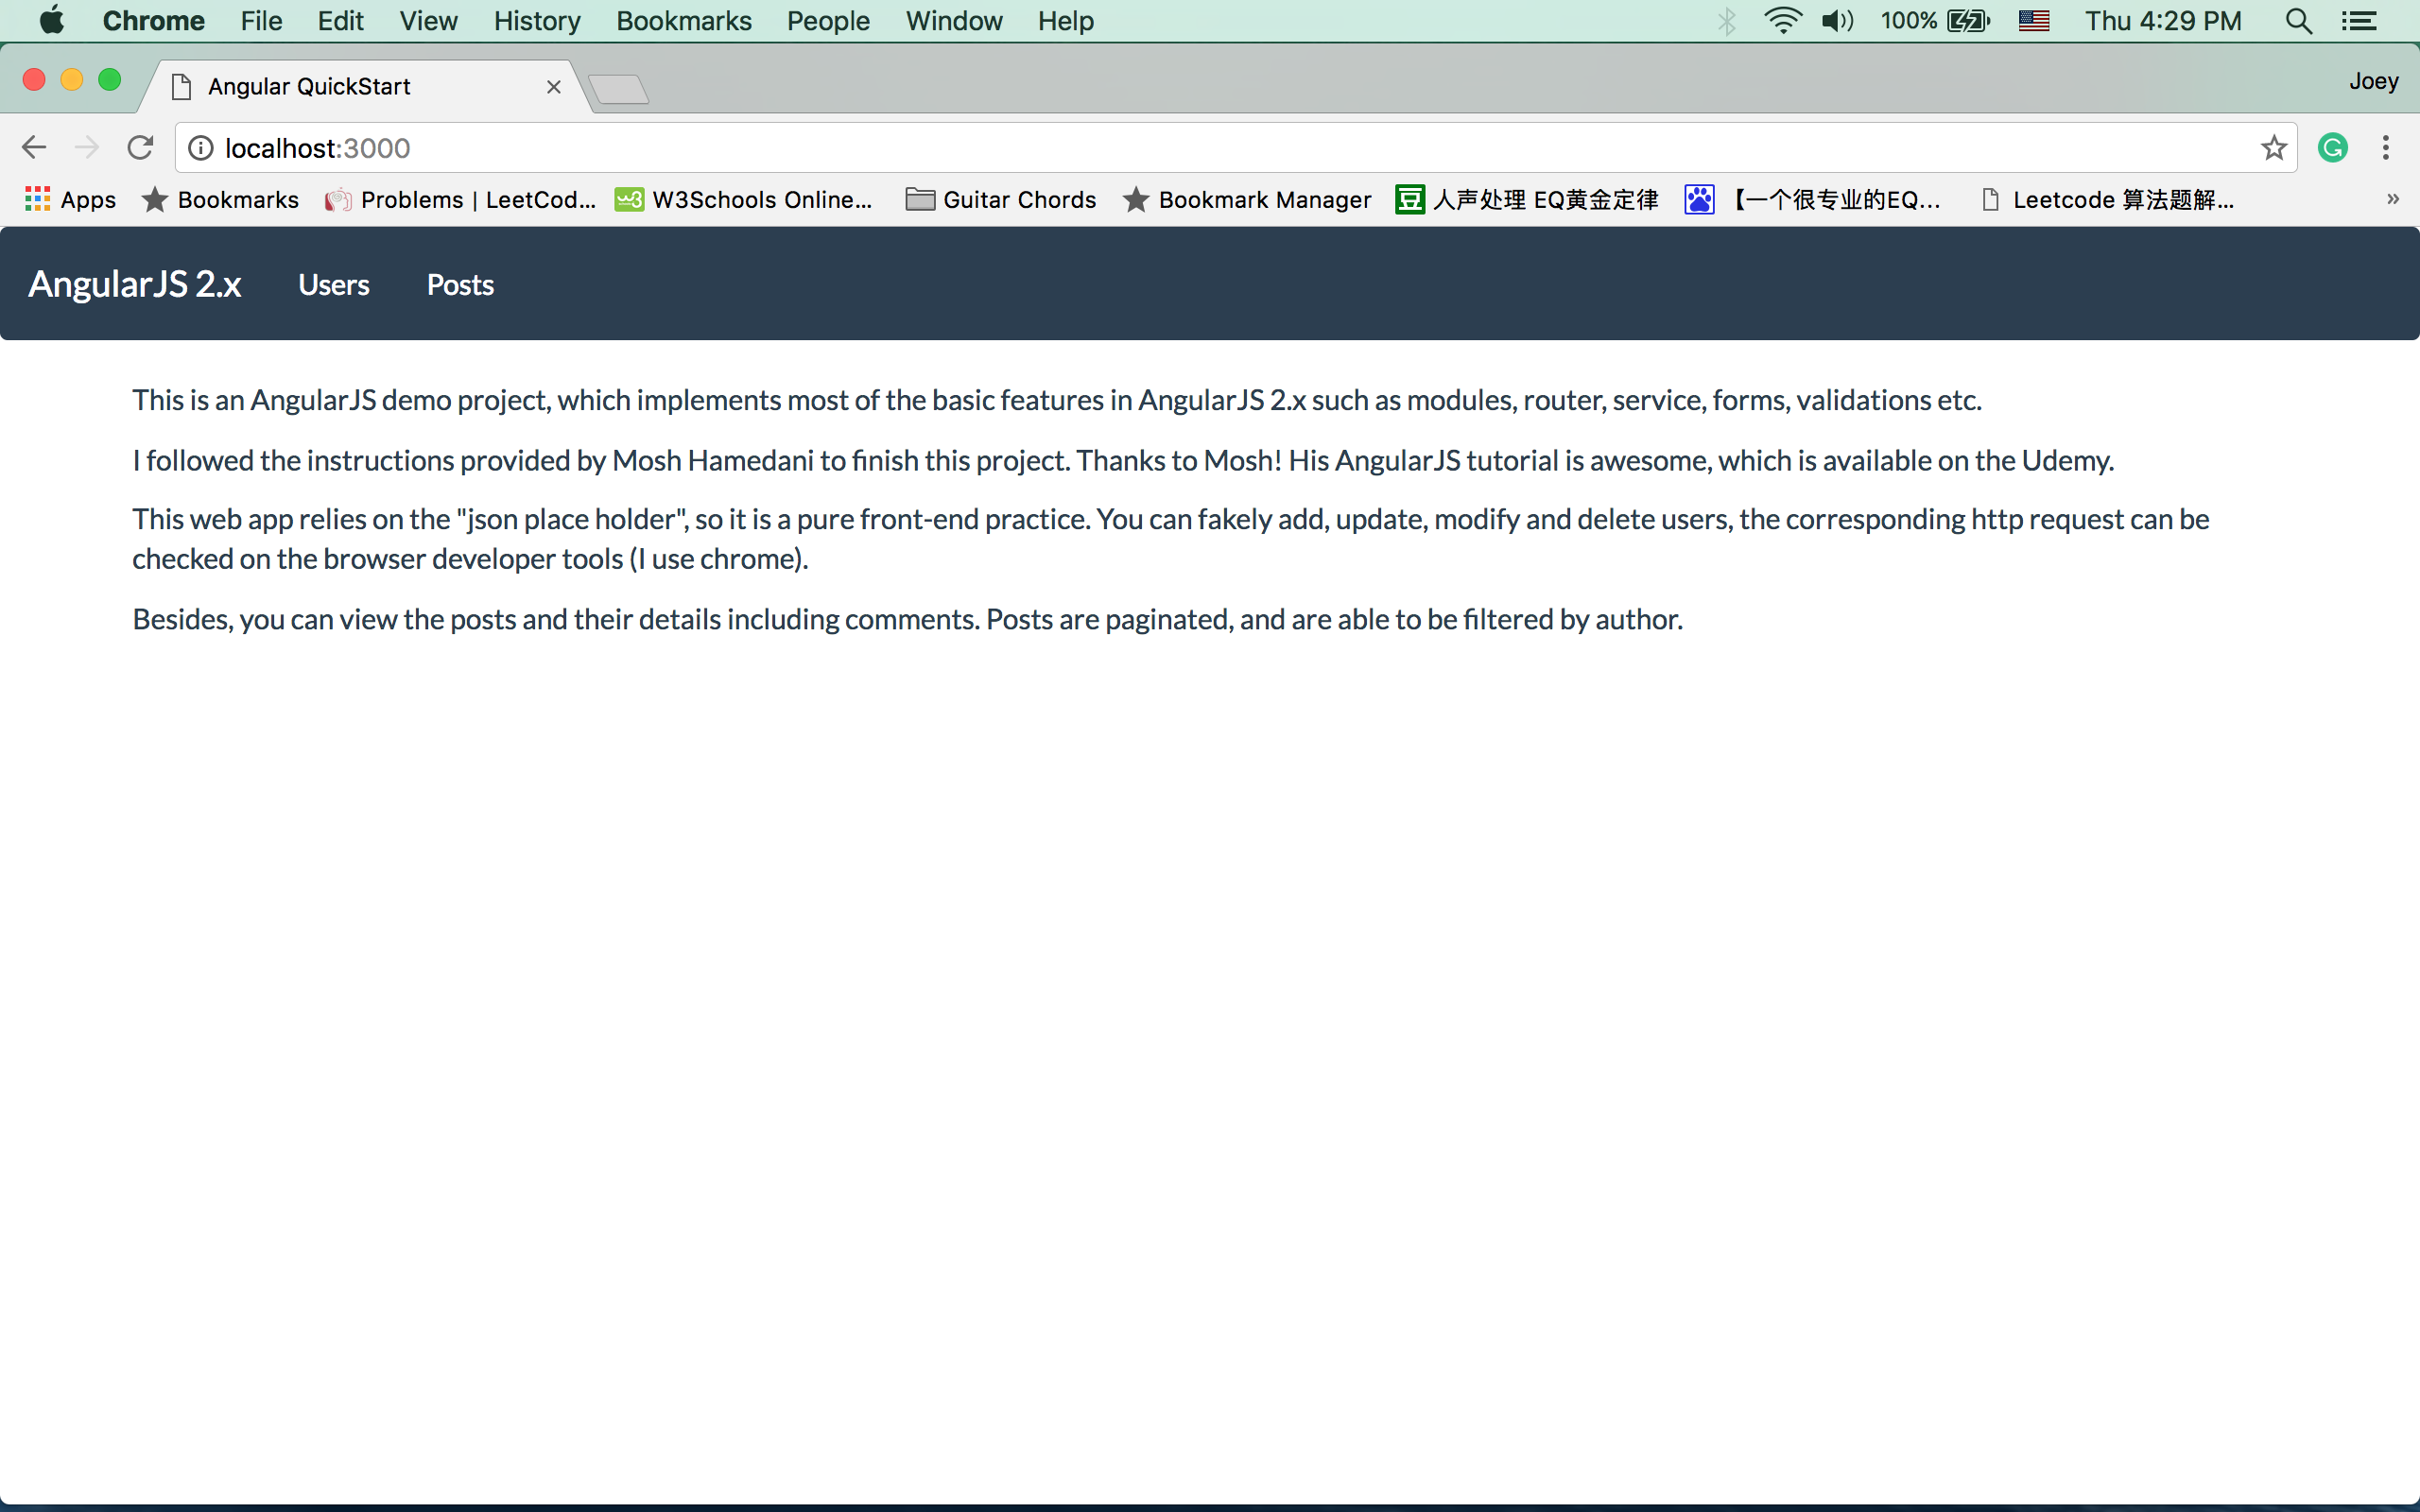 Chrome File Edit View History Bookmarks People Window Help 100% Thu 4:29 PM
Angular QuickStart Joey
localhost:3000
Apps Bookmarks Problems | LeetCod... W3Schools Online... Guitar Chords Bookmark Manager 人声处理 EQ黄金定律 【一个很专业的EQ... Leetcode 算法题解... »
AngularJS 2.x Users Posts
This is an AngularJS demo project, which implements most of the basic features in AngularJS 2.x such as modules, router, service, forms, validations etc.
I followed the instructions provided by Mosh Hamedani to finish this project. Thanks to Mosh! His AngularJS tutorial is awesome, which is available on the Udemy.
This web app relies on the "json place holder", so it is a pure front-end practice. You can fakely add, update, modify and delete users, the corresponding http request can be
checked on the browser developer tools (I use chrome).
Besides, you can view the posts and their details including comments. Posts are paginated, and are able to be filtered by author.